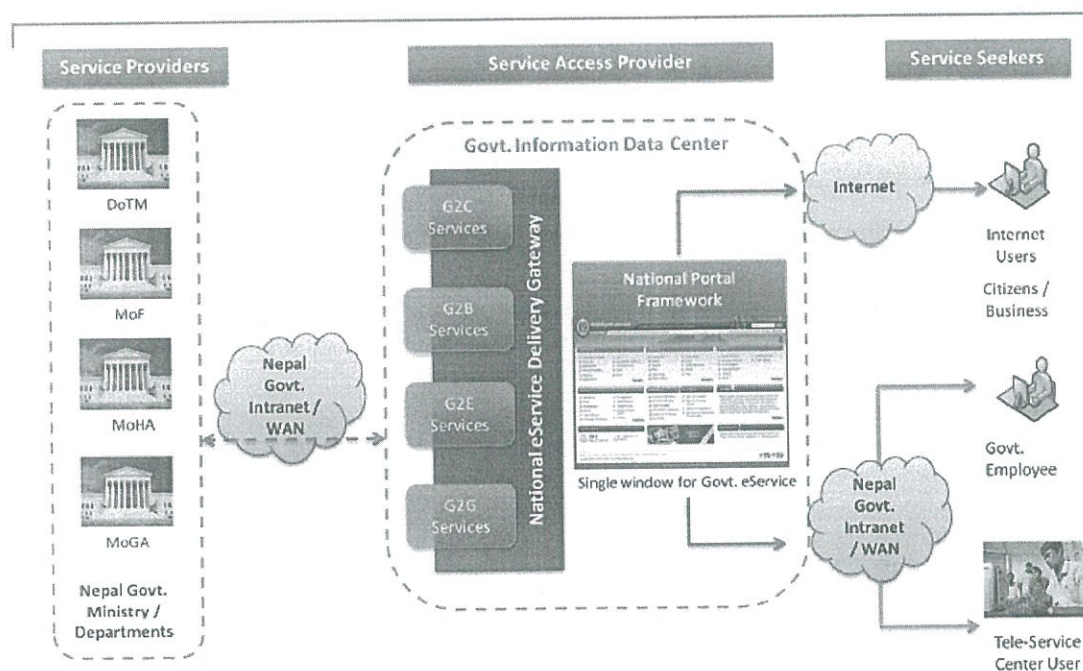 Service Providers
Service Access Provider
Service Seekers
DoTM
MoF
MoHA
MoGA
Nepal Govt.
Ministry /
Departments
Nepal
Govt.
Intranet /
WAN
Govt. Information Data Center
G2C
Services
G2B
Services
G2E
Services
G2G
Services
National eService Delivery Gateway
National Portal
Framework
Single window for Govt. eService
Internet
Nepal
Govt.
Intranet
/ WAN
Internet
Users
Citizens /
Business
Govt.
Employee
Tele-Service
Center User